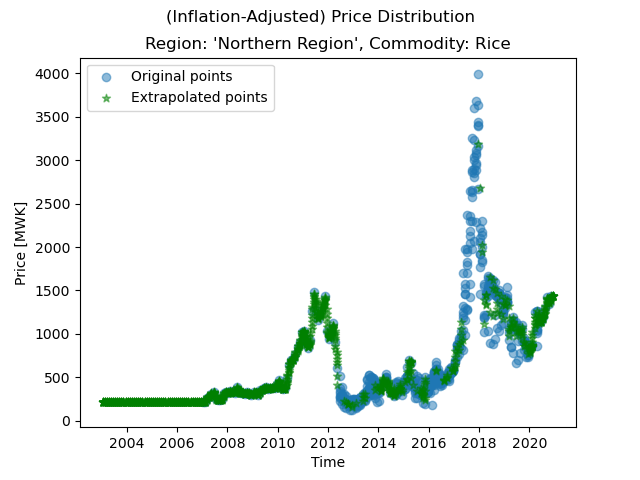 (Inflation-Adjusted) Price Distribution
Region: 'Northern Region', Commodity: Rice
Original points
Extrapolated points
4000
3500
3000
2500
2000
1500
1000
500
0
Price [MWK]
2004 2006 2008 2010 2012 2014 2016 2018 2020
Time